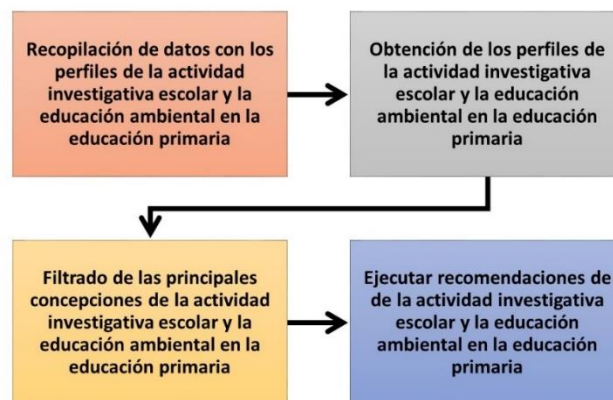 Recopilación de datos con los
perfiles de la actividad
investigativa escolar y la
educación ambiental en la
educación primaria
Obtención de los perfiles de
la actividad investigativa
escolar y la educación
ambiental en la educación
primaria
Filtrado de las principales
concepciones de la actividad
investigativa escolar y la
educación ambiental en la
educación primaria
Ejecutar recomendaciones de
de la actividad investigativa
escolar y la educación
ambiental en la educación
primaria